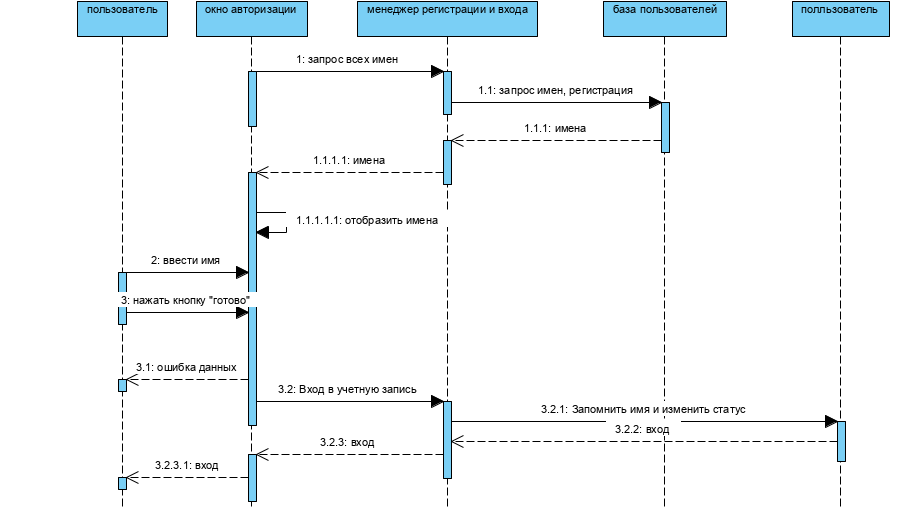 пользователь
окно авторизации
менеджер регистрации и входа
база пользователей
полльзователь
1: запрос всех имен
1.1: запрос имен, регистрация
1.1.1: имена
1.1.1.1: имена
1.1.1.1.1: отобразить имена
2: ввести имя
3: нажать кнопку "готово"
3.1: ошибка данных
3.2: Вход в учетную запись
3.2.1: Запомнить имя и изменить статус
3.2.2: вход
3.2.3: вход
3.2.3.1: вход